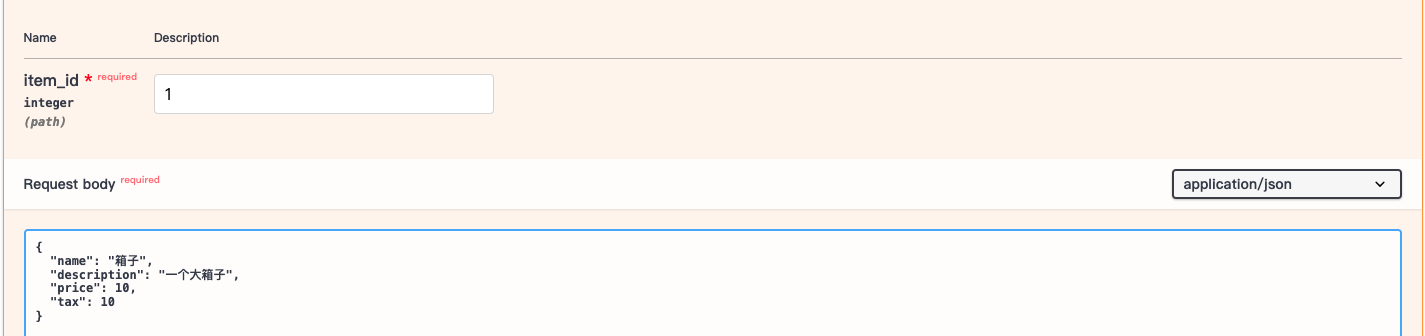 Name Description
item_id * required 1
integer
(path)
Request body required application/json
{
  "name": "箱子",
  "description": "一个大箱子",
  "price": 10,
  "tax": 10
}